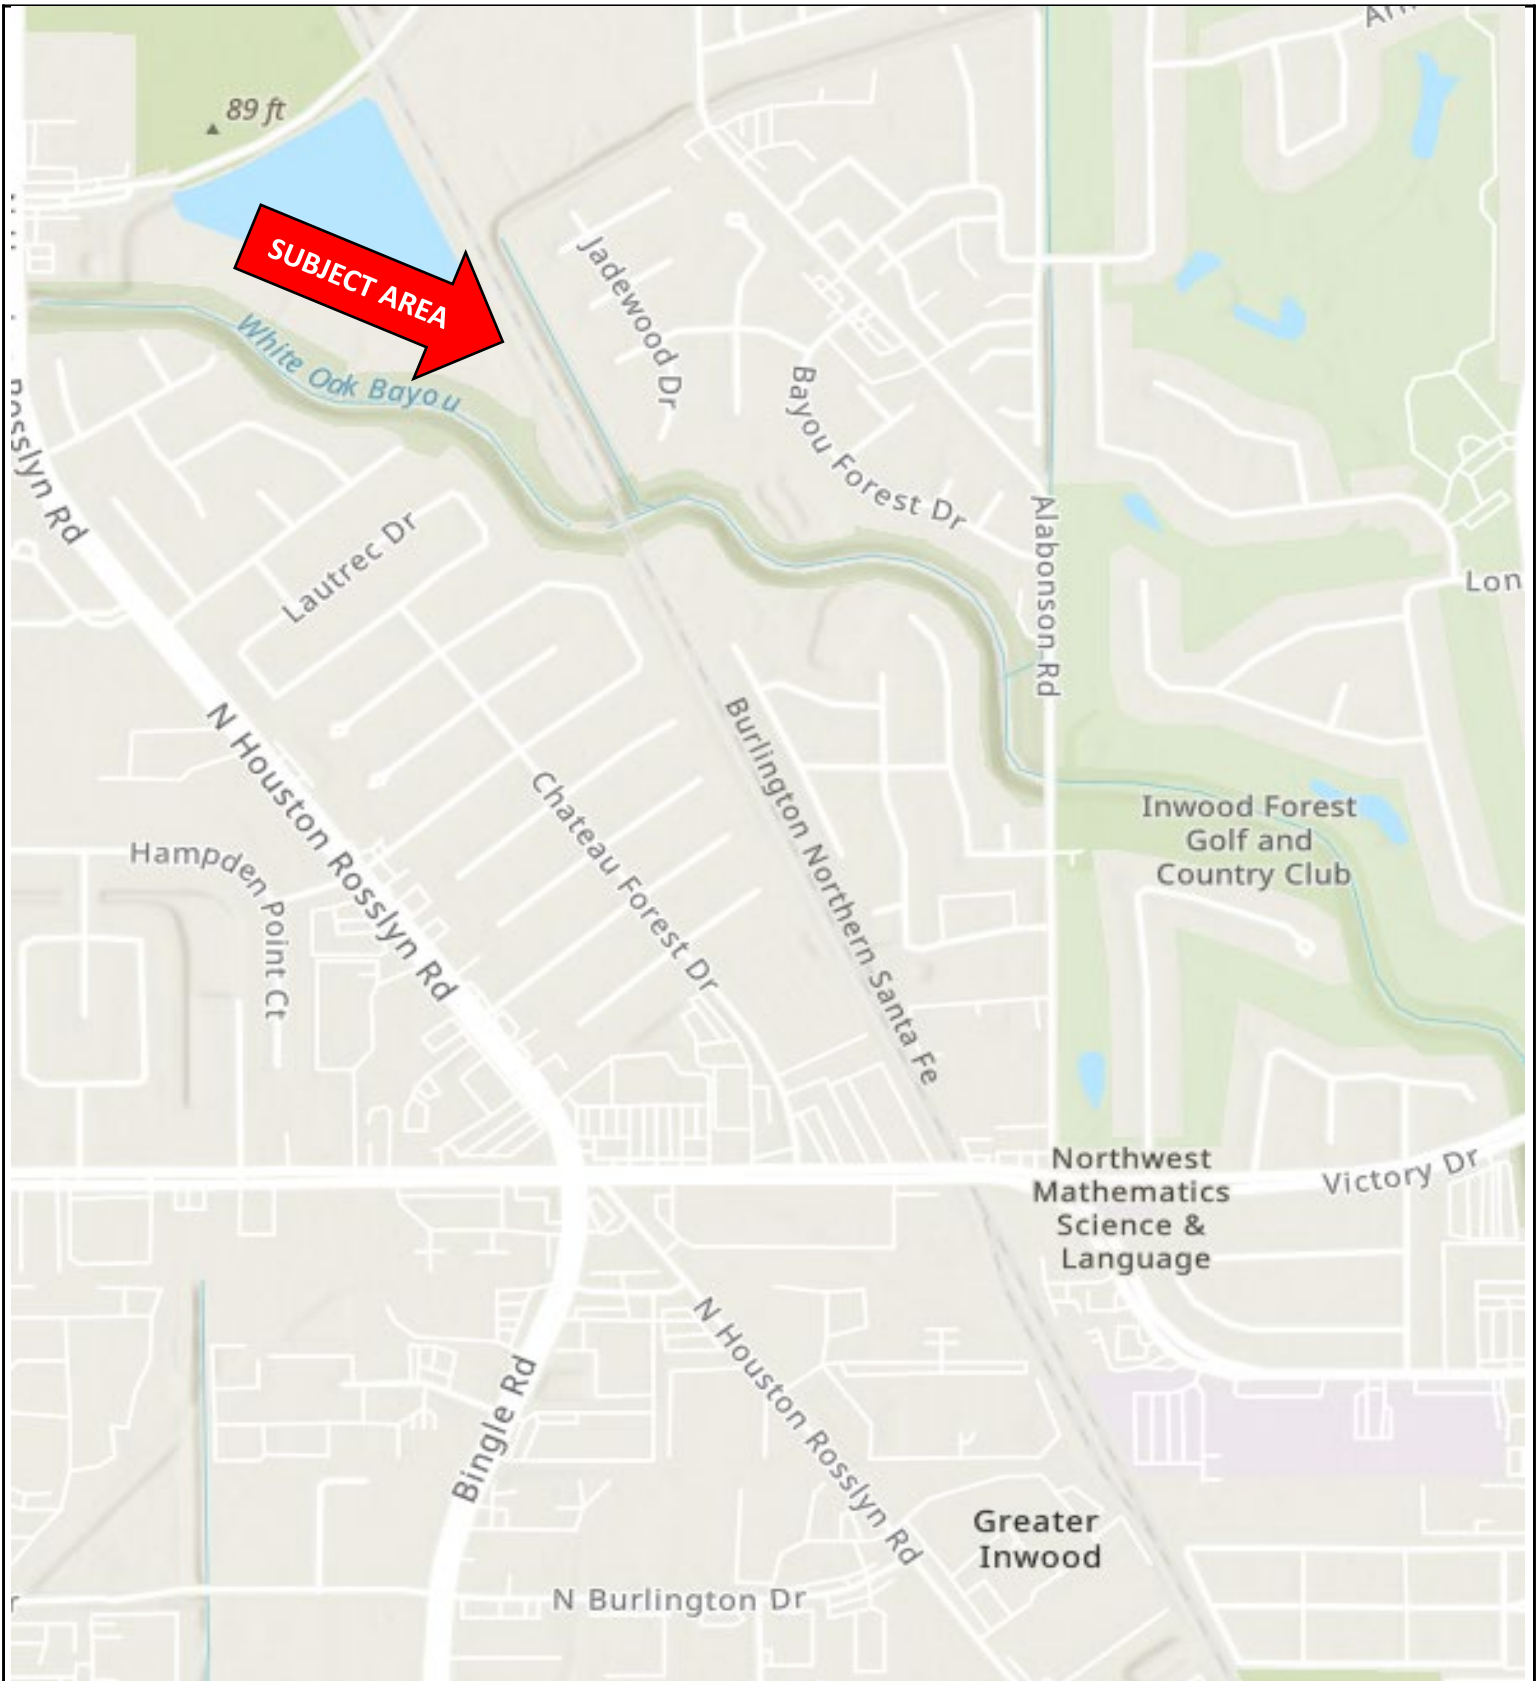 89 ft
SUBJECT AREA
Jadewood Dr
White Oak Bayou
Bayou Forest Dr
Rosslyn Rd
Lautrec Dr
Alabonson Rd
Lon
N Houston Rosslyn Rd
Burlington Northern Santa Fe
Chateau Forest Dr
Inwood Forest
Golf and
Country Club
Hampden Point Ct
Northwest
Mathematics
Science &
Language
Victory Dr
N Houston Rosslyn Rd
Bingle Rd
Greater
Inwood
N Burlington Dr